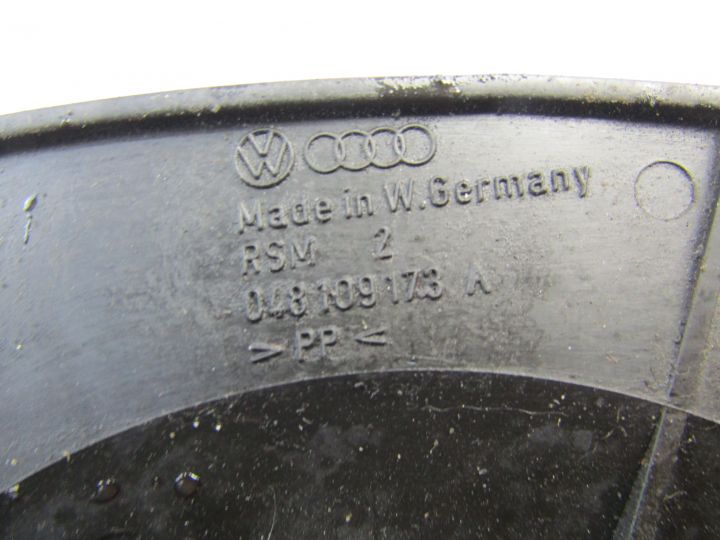 Made in W.Germany
RSM 2
048 109 173 A
> PP <